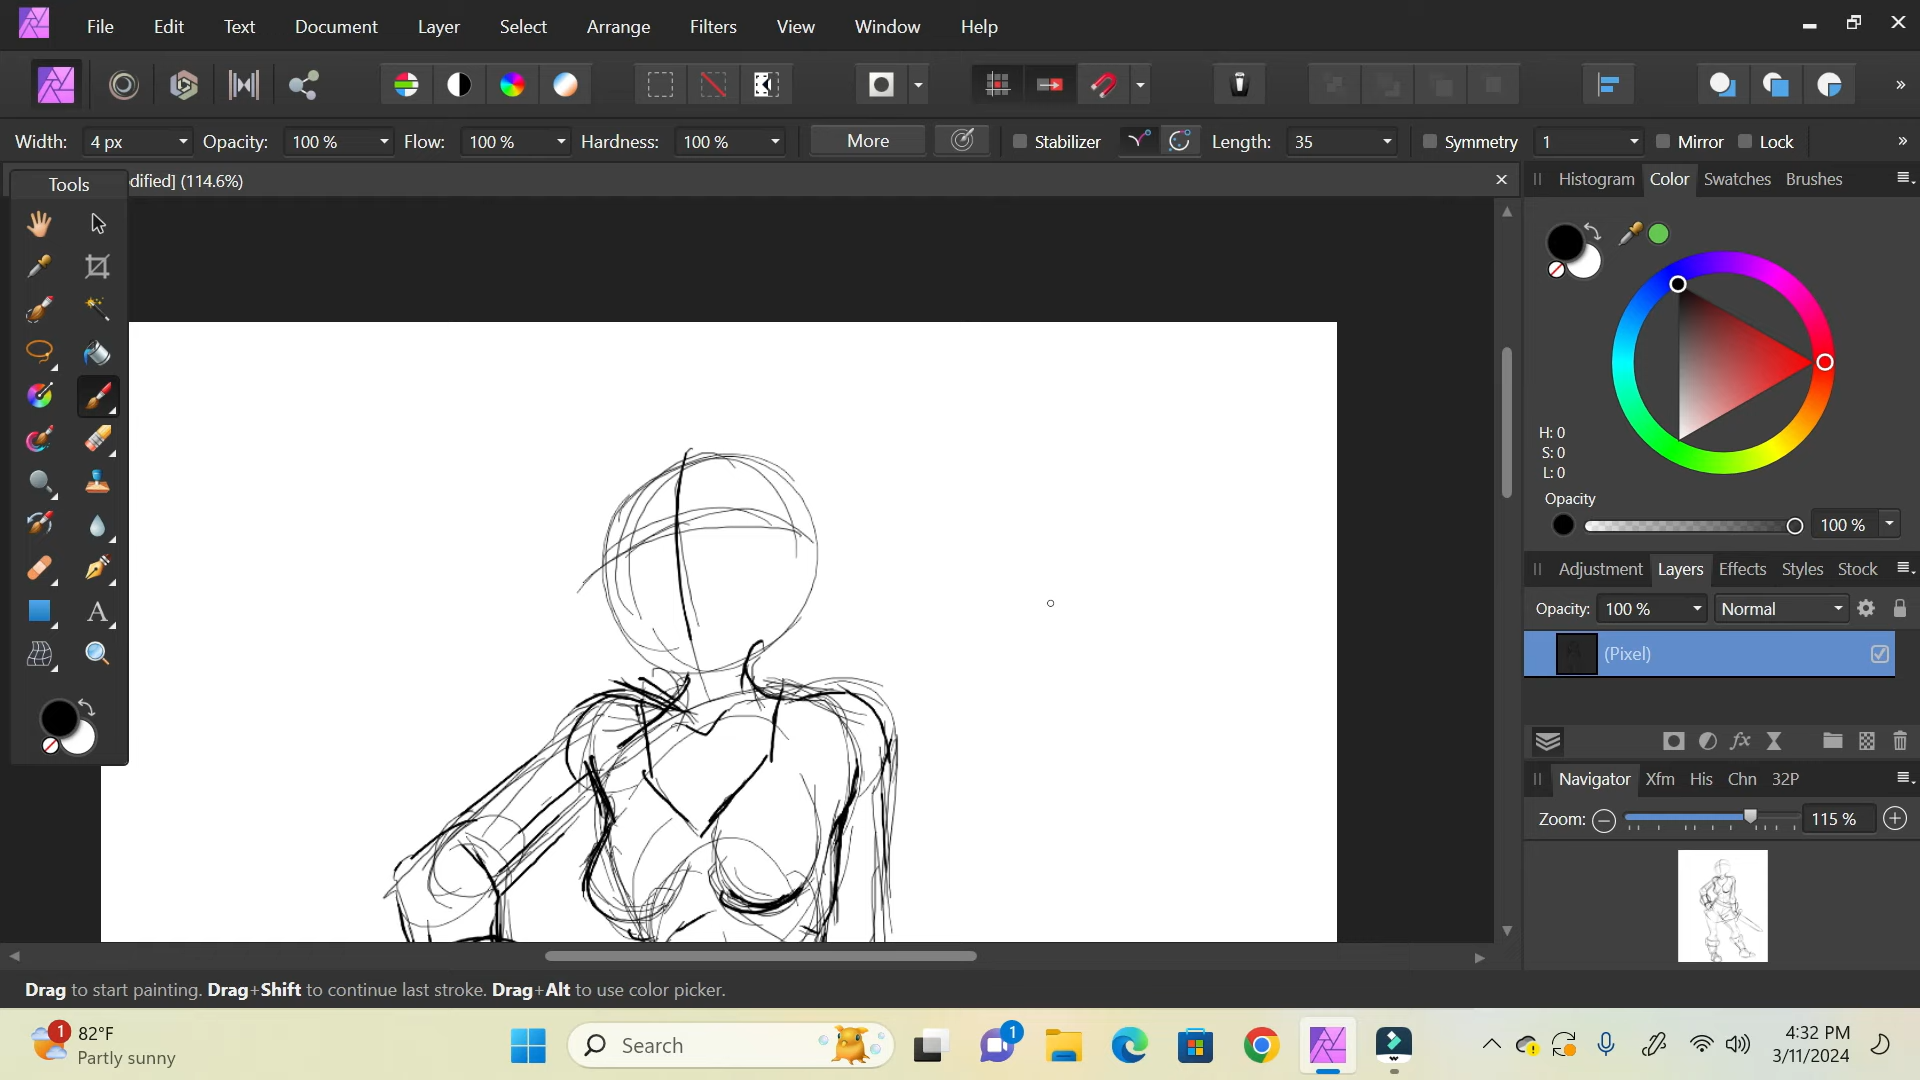 File Edit Text Document Layer Select Arrange Filters View Window Help
Width: 4 px Opacity: 100 % Flow: 100 % Hardness: 100 % More Stabilizer Length: 35 Symmetry 1 Mirror Lock
Tools
dified] (114.6%)
Histogram Color Swatches Brushes
H: 0
S: 0
L: 0
Opacity
100 %
Adjustment Layers Effects Styles Stock
Opacity: 100 % Normal
(Pixel)
fx
Navigator Xfm His Chn 32P
Zoom: 115 %
A
Drag to start painting. Drag+Shift to continue last stroke. Drag+Alt to use color picker.
1
82°F
Partly sunny
Search
1
4:32 PM
3/11/2024